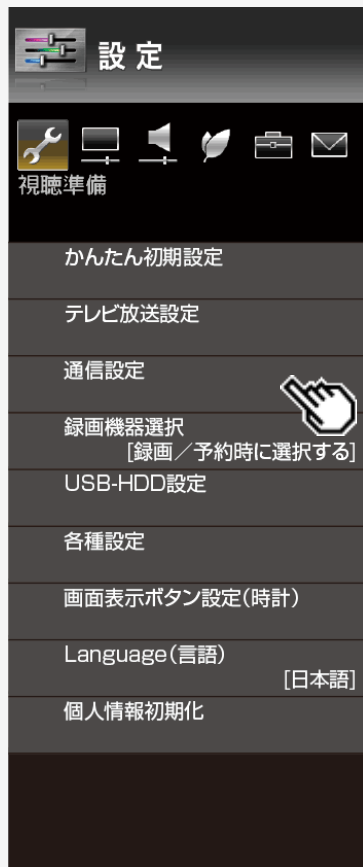 設定
視聴準備
かんたん初期設定
テレビ放送設定
通信設定
録画機器選択
[録画／予約時に選択する]
USB-HDD設定
各種設定
画面表示ボタン設定(時計)
Language(言語)
[日本語]
個人情報初期化